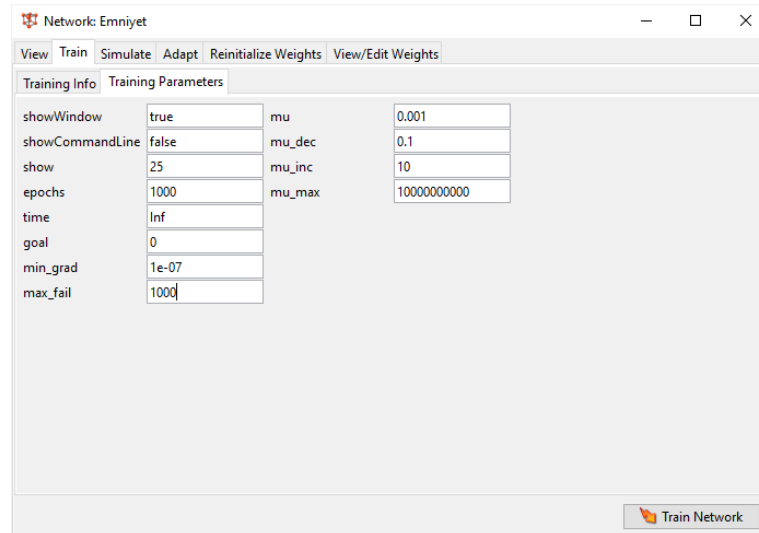 Network: Emniyet
View Train Simulate Adapt Reinitialize Weights View/Edit Weights
Training Info Training Parameters
showWindow true mu 0.001
showCommandLine false mu_dec 0.1
show 25 mu_inc 10
epochs 1000 mu_max 10000000000
time Inf
goal 0
min_grad 1e-07
max_fail 1000
Train Network